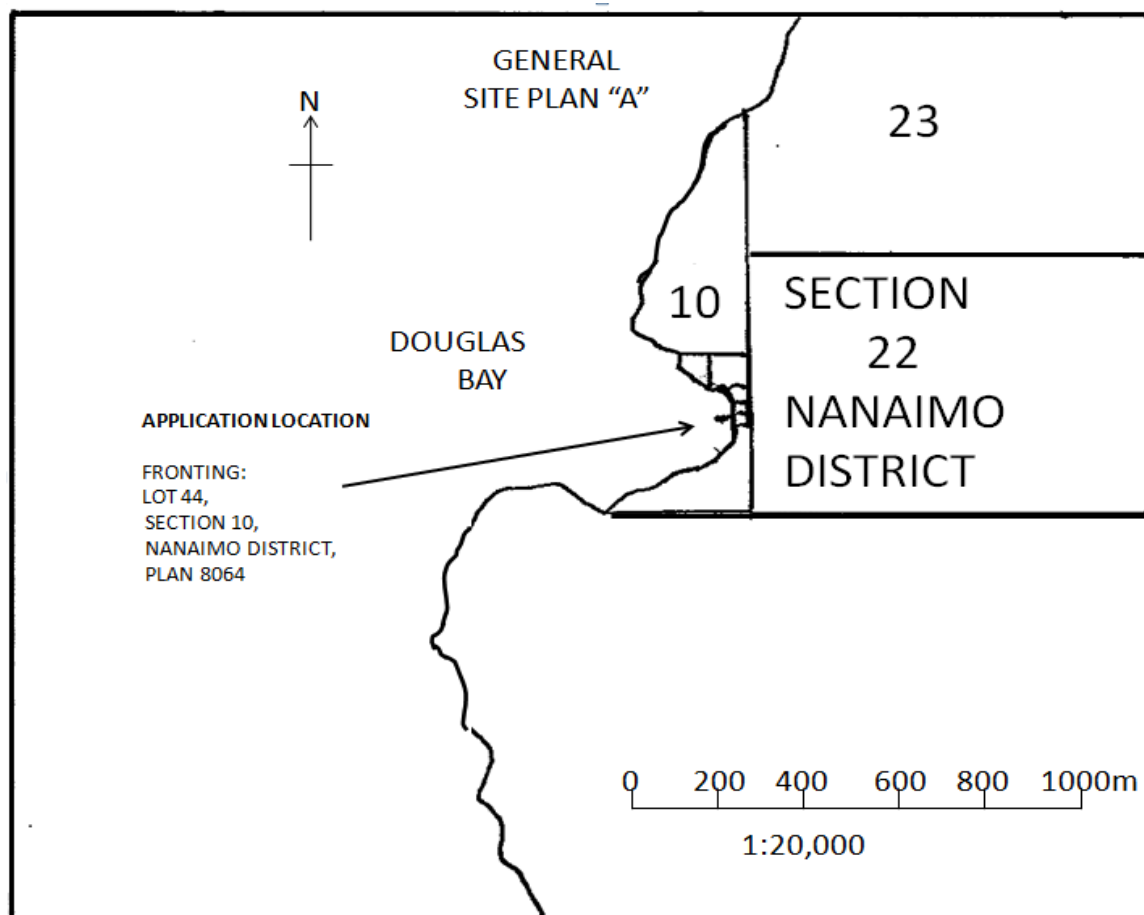 GENERAL
SITE PLAN “A”
N
23
10
SECTION
22
NANAIMO
DISTRICT
DOUGLAS
BAY
APPLICATION LOCATION
FRONTING:
LOT 44,
SECTION 10,
NANAIMO DISTRICT,
PLAN 8064
0 200 400 600 800 1000m
1:20,000